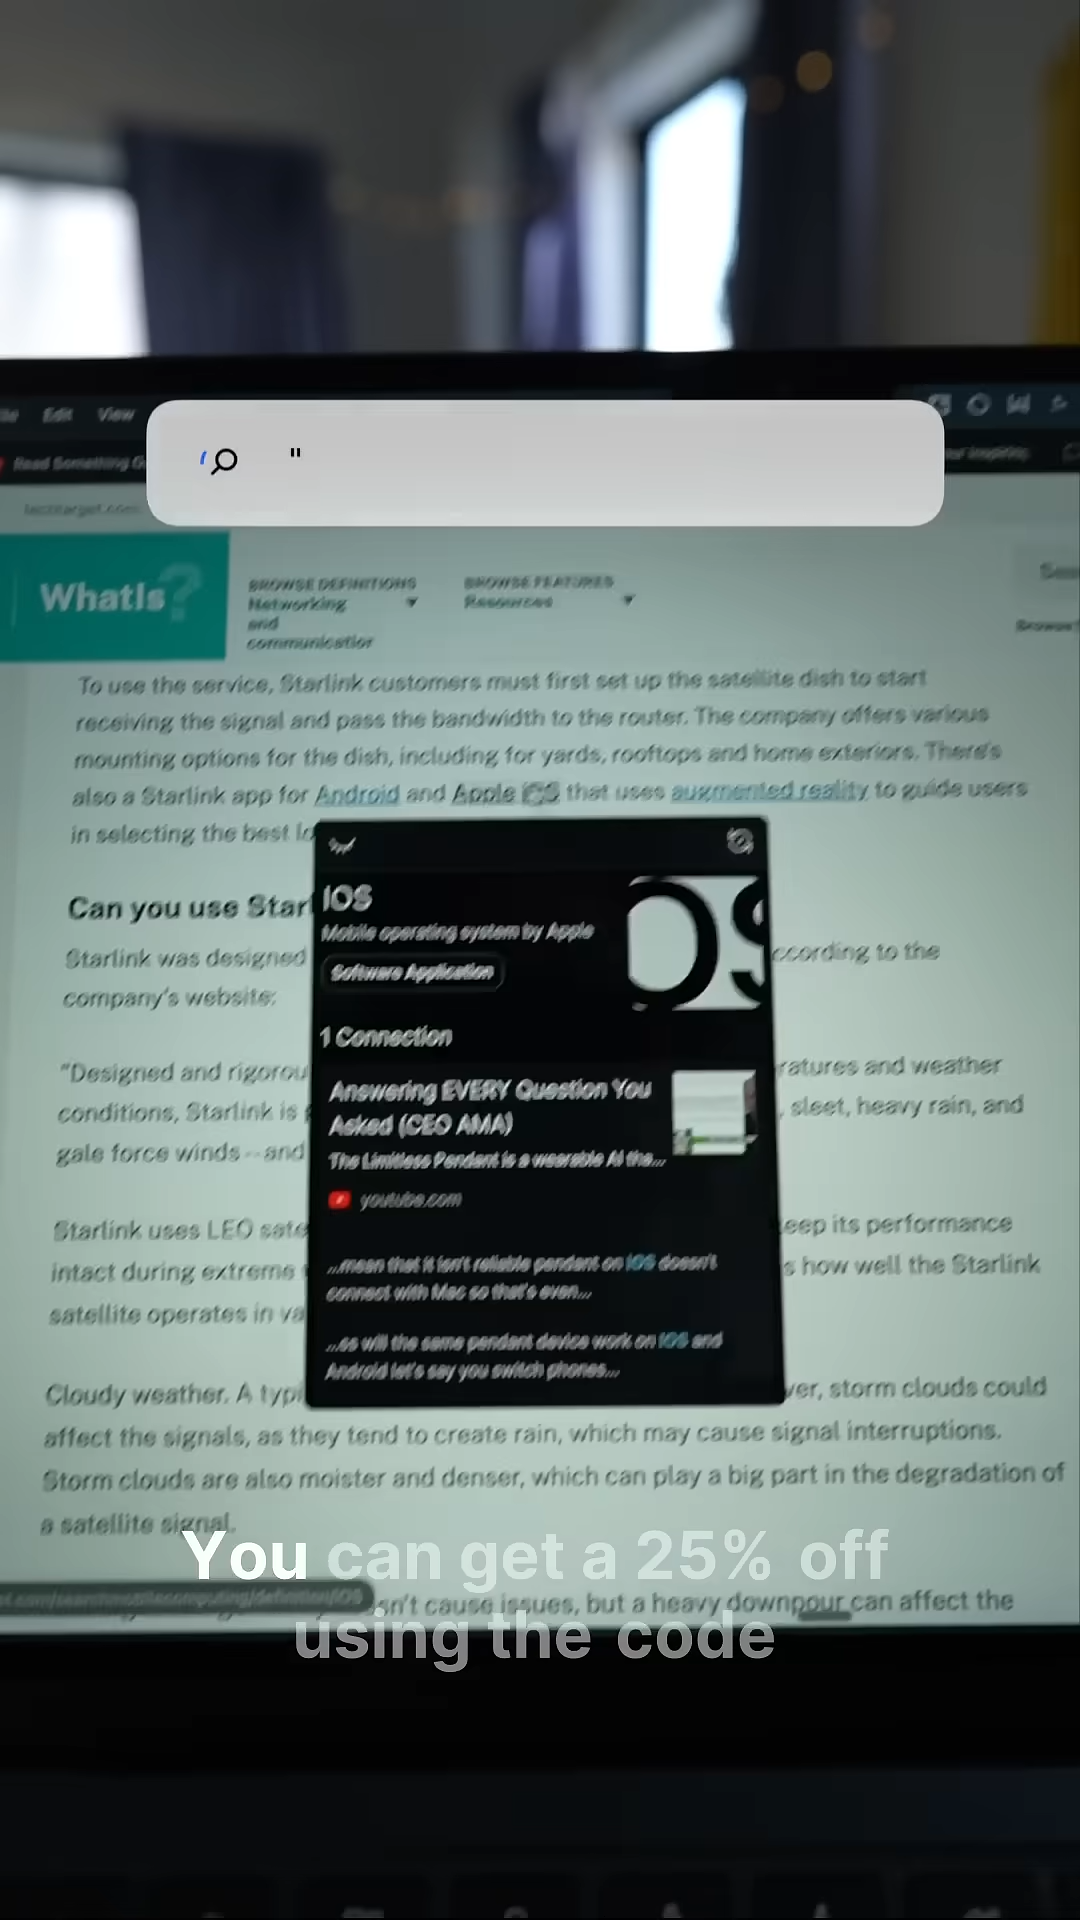 Edit View
Read Something
"
techtarget.com
WhatIs?
BROWSE DEFINITIONS
Networking
and
communication
BROWSE FEATURES
Resources
To use the service, Starlink customers must first set up the satellite dish to start
receiving the signal and pass the bandwidth to the router. The company offers various
mounting options for the dish, including for yards, rooftops and home exteriors. There's
also a Starlink app for Android and Apple iOS that uses augmented reality to guide users
in selecting the best lo
Can you use Starl
Starlink was designed
ccording to the
company's website:
"Designed and rigorou
ratures and weather
conditions, Starlink is
, sleet, heavy rain, and
gale force winds--and
Starlink uses LEO sate
eep its performance
intact during extreme
s how well the Starlink
satellite operates in va
Cloudy weather. A typi
ver, storm clouds could
affect the signals, as they tend to create rain, which may cause signal interruptions.
Storm clouds are also moister and denser, which can play a big part in the degradation of
a satellite signal.
sn't cause issues, but a heavy downpour can affect the
IOS
Mobile operating system by Apple
Software Application
OS
1 Connection
Answering EVERY Question You
Asked (CEO AMA)
The Limitless Pendant is a wearable AI tha...
youtube.com
...mean that it isn't reliable pendant on iOS doesn't
connect with Mac so that's even...
...so will the same pendant device work on IOS and
Android let's say you switch phones...
You can get a 25% off
using the code